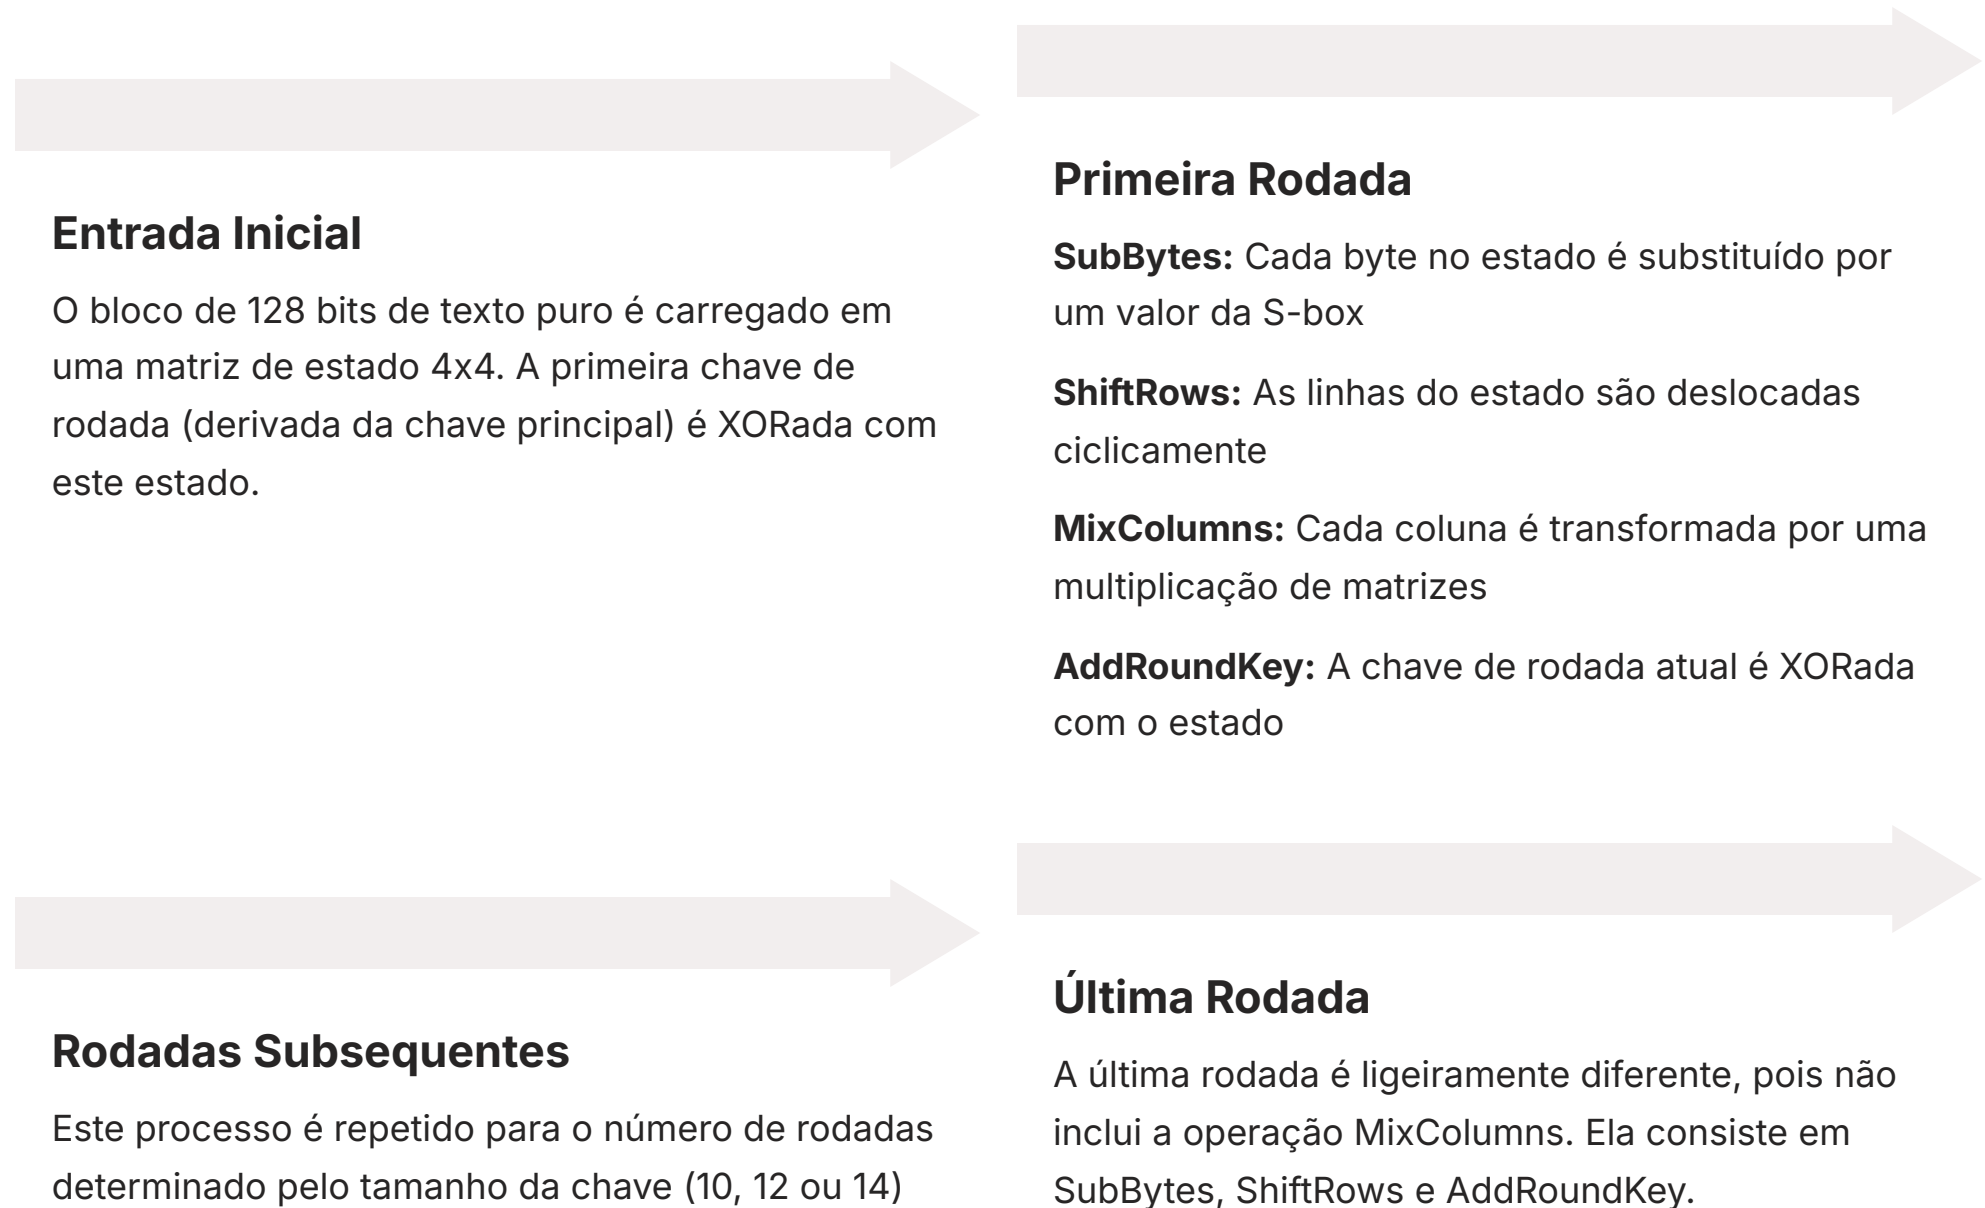 Entrada Inicial
O bloco de 128 bits de texto puro é carregado em
uma matriz de estado 4x4. A primeira chave de
rodada (derivada da chave principal) é XORada com
este estado.
Primeira Rodada
SubBytes: Cada byte no estado é substituído por
um valor da S-box
ShiftRows: As linhas do estado são deslocadas
ciclicamente
MixColumns: Cada coluna é transformada por uma
multiplicação de matrizes
AddRoundKey: A chave de rodada atual é XORada
com o estado
Rodadas Subsequentes
Este processo é repetido para o número de rodadas
determinado pelo tamanho da chave (10, 12 ou 14)
Última Rodada
A última rodada é ligeiramente diferente, pois não
inclui a operação MixColumns. Ela consiste em
SubBytes, ShiftRows e AddRoundKey.